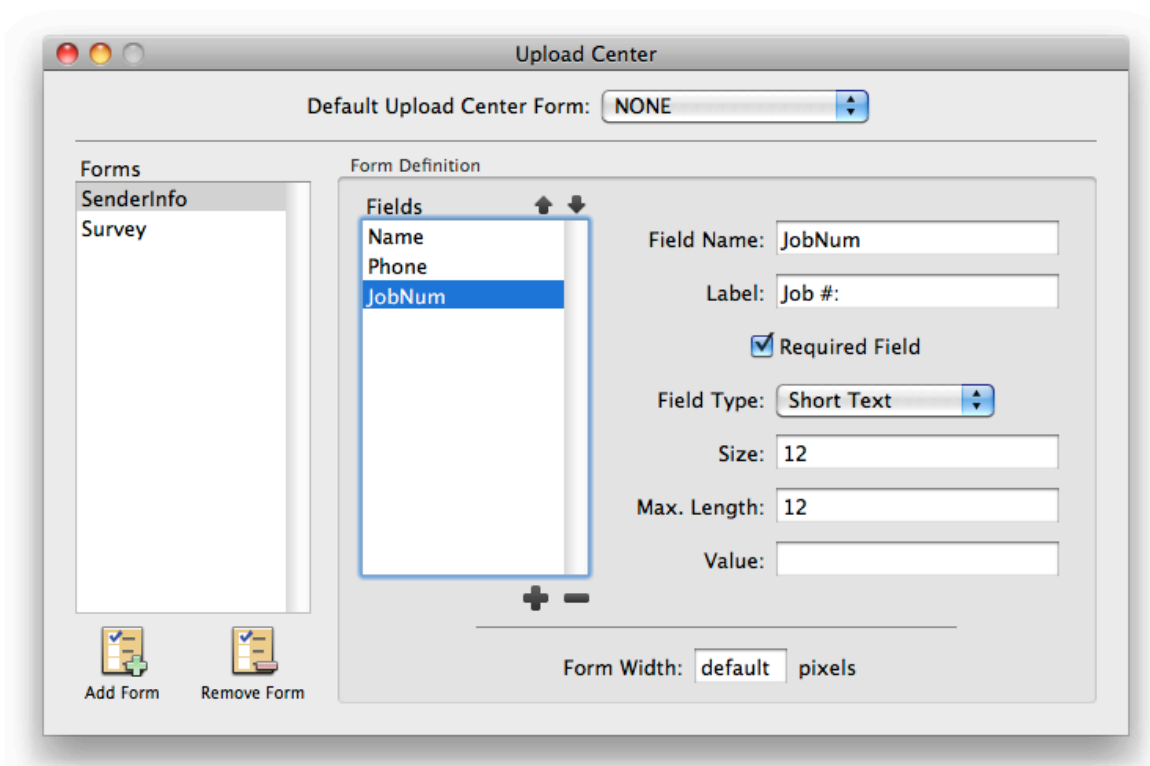 Upload Center
Default Upload Center Form: NONE
Forms
SenderInfo
Survey
Add Form
Remove Form
Form Definition
Fields
Name
Phone
JobNum
Field Name: JobNum
Label: Job #:
Required Field
Field Type: Short Text
Size: 12
Max. Length: 12
Value:
Form Width: default pixels